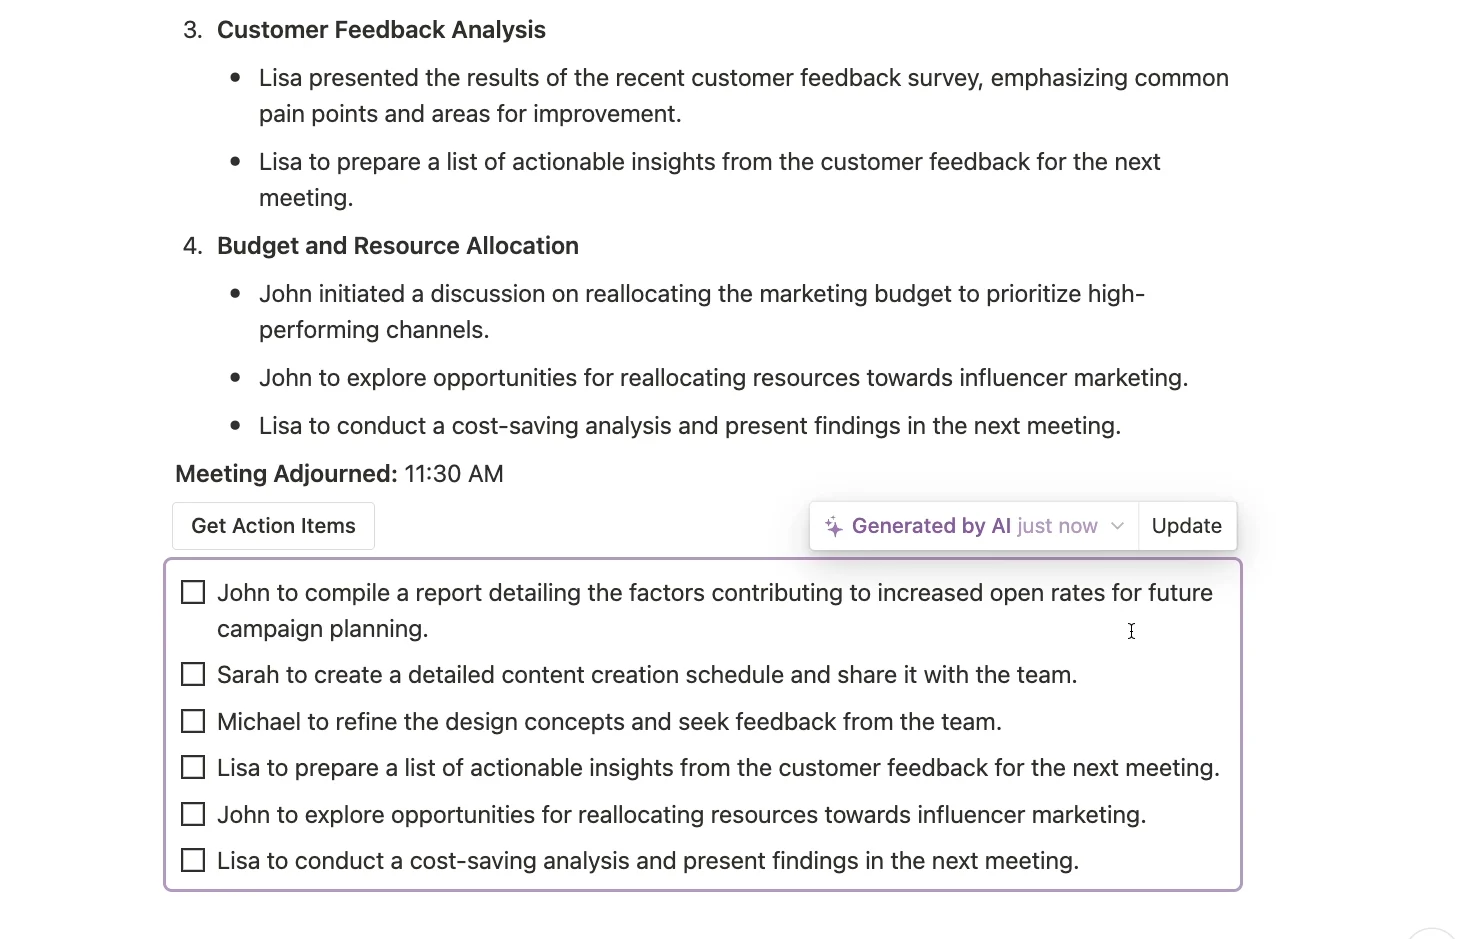 3. Customer Feedback Analysis
• Lisa presented the results of the recent customer feedback survey, emphasizing common
pain points and areas for improvement.
• Lisa to prepare a list of actionable insights from the customer feedback for the next
meeting.
4. Budget and Resource Allocation
• John initiated a discussion on reallocating the marketing budget to prioritize high-
performing channels.
• John to explore opportunities for reallocating resources towards influencer marketing.
• Lisa to conduct a cost-saving analysis and present findings in the next meeting.
Meeting Adjourned: 11:30 AM
Get Action Items
Generated by AI just now
Update
John to compile a report detailing the factors contributing to increased open rates for future
campaign planning.
Sarah to create a detailed content creation schedule and share it with the team.
Michael to refine the design concepts and seek feedback from the team.
Lisa to prepare a list of actionable insights from the customer feedback for the next meeting.
John to explore opportunities for reallocating resources towards influencer marketing.
Lisa to conduct a cost-saving analysis and present findings in the next meeting.